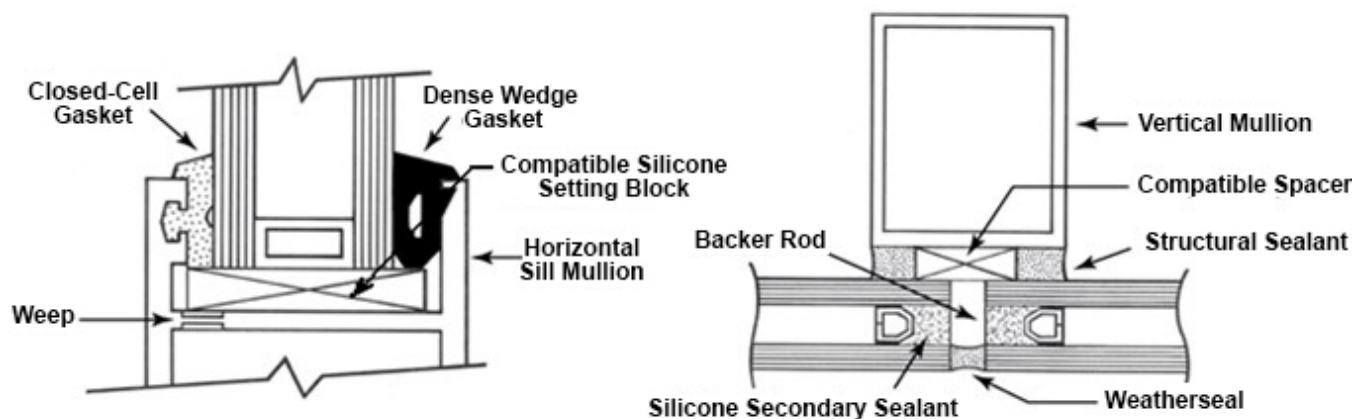 Closed-Cell
Gasket
Dense Wedge
Gasket
Compatible Silicone
Setting Block
Horizontal
Sill Mullion
Weep
Vertical Mullion
Compatible Spacer
Backer Rod
Structural Sealant
Silicone Secondary Sealant
Weatherseal